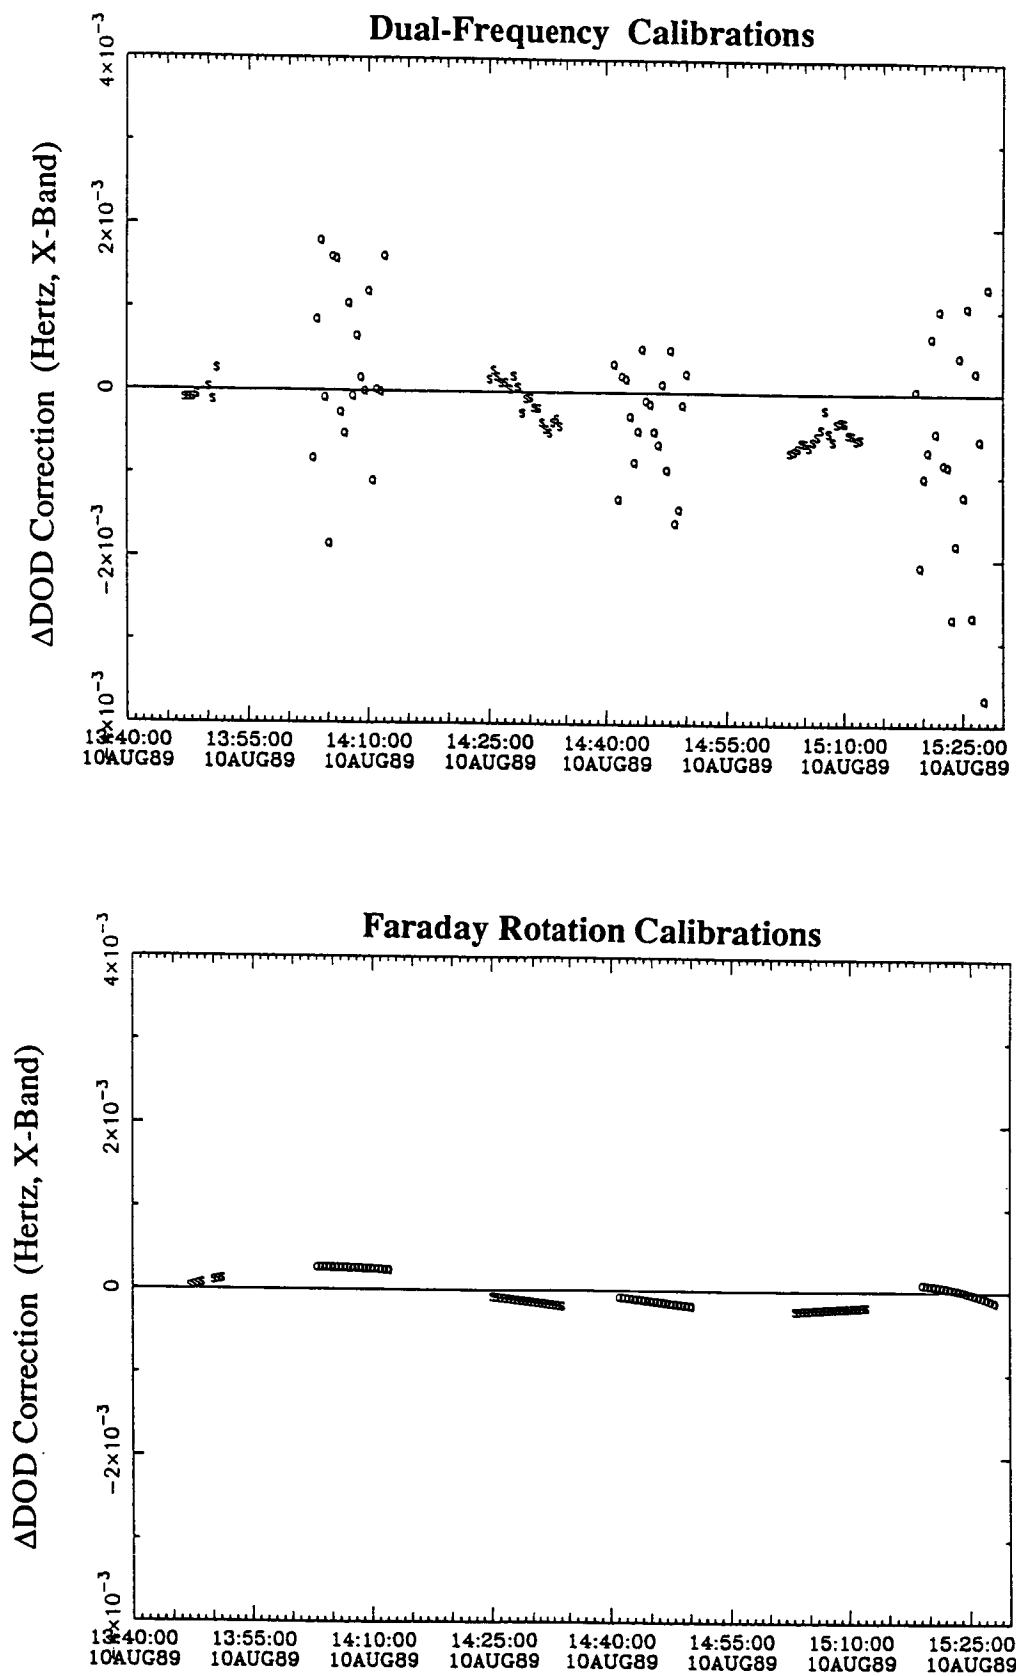 Dual-Frequency Calibrations
ΔDOD Correction (Hertz, X-Band)
4×10⁻³
2×10⁻³
0
−2×10⁻³
13:40:00 13:55:00 14:10:00 14:25:00 14:40:00 14:55:00 15:10:00 15:25:00
10AUG89 10AUG89 10AUG89 10AUG89 10AUG89 10AUG89 10AUG89 10AUG89
Faraday Rotation Calibrations
ΔDOD Correction (Hertz, X-Band)
4×10⁻³
2×10⁻³
0
−2×10⁻³
13:40:00 13:55:00 14:10:00 14:25:00 14:40:00 14:55:00 15:10:00 15:25:00
10AUG89 10AUG89 10AUG89 10AUG89 10AUG89 10AUG89 10AUG89 10AUG89